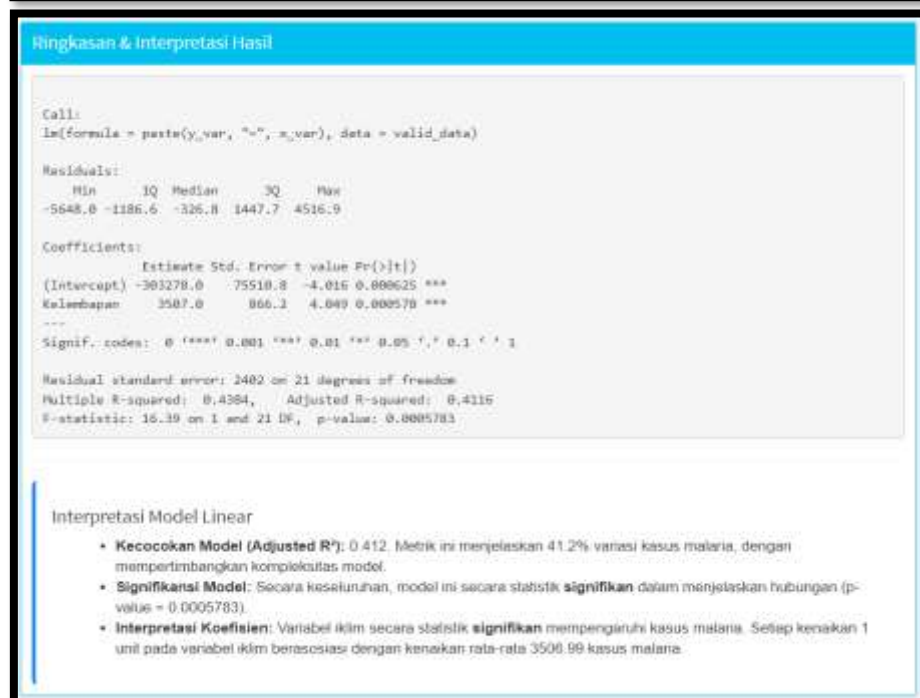 Ringkasan & Interpretasi Hasil
Call:
lm(formula = paste(y_var, "~", x_var), data = valid_data)
Residuals:
Min 1Q Median 3Q Max
-5648.0 -1186.6 -326.8 1447.7 4516.9
Coefficients:
Estimate Std. Error t value Pr(>|t|)
(Intercept) -303278.0 75510.8 -4.016 0.000625 ***
Kelembapan 3507.0 866.2 4.049 0.000578 ***
---
Signif. codes: 0 '***' 0.001 '**' 0.01 '*' 0.05 '.' 0.1 ' ' 1
Residual standard error: 2402 on 21 degrees of freedom
Multiple R-squared: 0.4384, Adjusted R-squared: 0.4116
F-statistic: 16.39 on 1 and 21 DF, p-value: 0.0005783
Interpretasi Model Linear
• Kecocokan Model (Adjusted R²): 0.412. Metrik ini menjelaskan 41.2% variasi kasus malaria, dengan
mempertimbangkan kompleksitas model.
• Signifikansi Model: Secara keseluruhan, model ini secara statistik signifikan dalam menjelaskan hubungan (p-
value = 0.0005783).
• Interpretasi Koefisien: Variabel iklim secara statistik signifikan mempengaruhi kasus malaria. Setiap kenaikan 1
unit pada variabel iklim berasosiasi dengan kenaikan rata-rata 3506.99 kasus malaria.